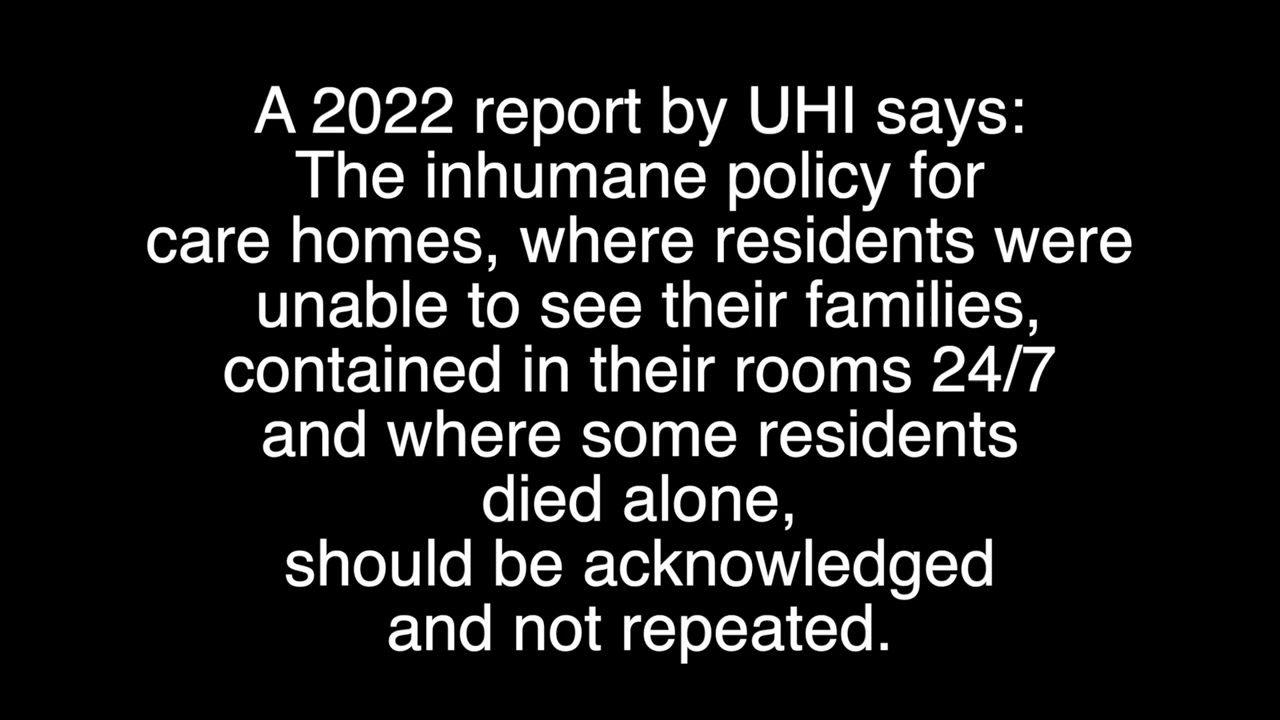 A 2022 report by UHI says:
The inhumane policy for
care homes, where residents were
unable to see their families,
contained in their rooms 24/7
and where some residents
died alone,
should be acknowledged
and not repeated.